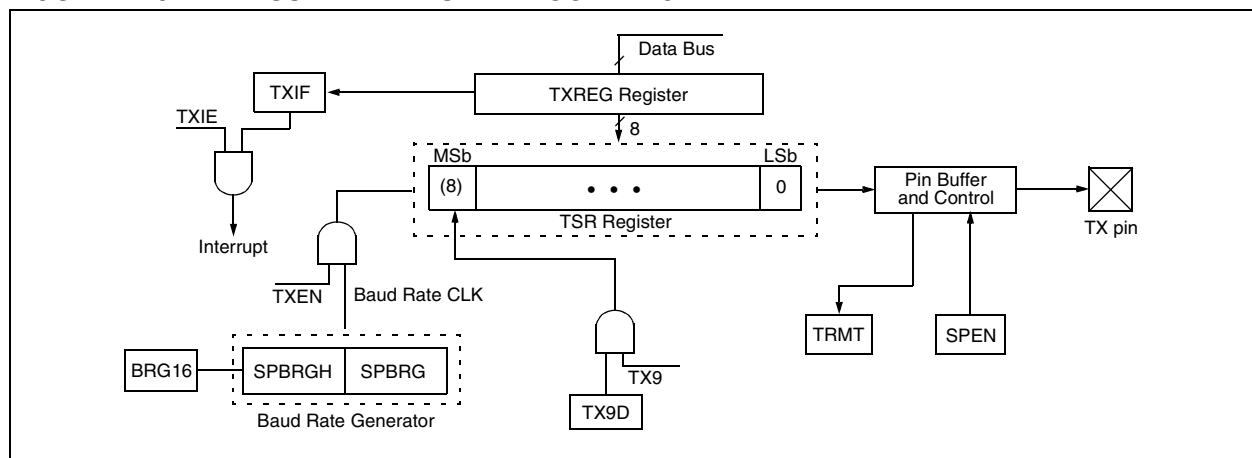 Data Bus
TXIF
TXREG Register
TXIE
8
MSb
LSb
(8)
• • •
0
Pin Buffer
and Control
TSR Register
TX pin
Interrupt
TXEN
Baud Rate CLK
TRMT
SPEN
BRG16
SPBRGH
SPBRG
TX9
Baud Rate Generator
TX9D